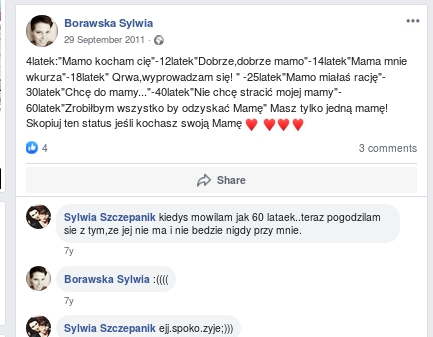 Borawska Sylwia
29 September 2011 ·
4latek:"Mamo kocham cię"-12latek"Dobrze,dobrze mamo"-14latek"Mama mnie
wkurza"-18latek" Qrwa,wyprowadzam się! " -25latek"Mamo miałaś rację"-
30latek"Chcę do mamy..."-40latek"Nie chcę stracić mojej mamy"-
60latek"Zrobiłbym wszystko by odzyskać Mamę" Masz tylko jedną mamę!
Skopiuj ten status jeśli kochasz swoją Mamę ♥ ♥ ♥ ♥
4
3 comments
Share
Sylwia Szczepanik kiedys mowilam jak 60 lataek..teraz pogodzilam
sie z tym,ze jej nie ma i nie bedzie nigdy przy mnie.
7y
Borawska Sylwia :((((
7y
Sylwia Szczepanik ejj.spoko.zyje;)))